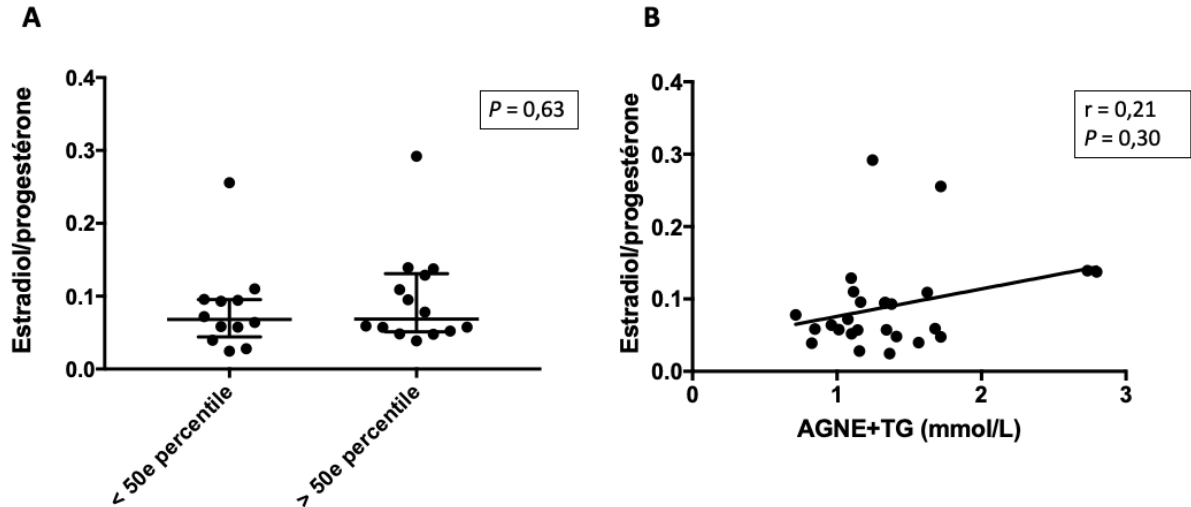 A
Estradiol/progestérone
0.4
0.3
0.2
0.1
0.0
P = 0,63
< 50e percentile
> 50e percentile
B
Estradiol/progestérone
0.4
0.3
0.2
0.1
0.0
r = 0,21
P = 0,30
0 1 2 3
AGNE+TG (mmol/L)